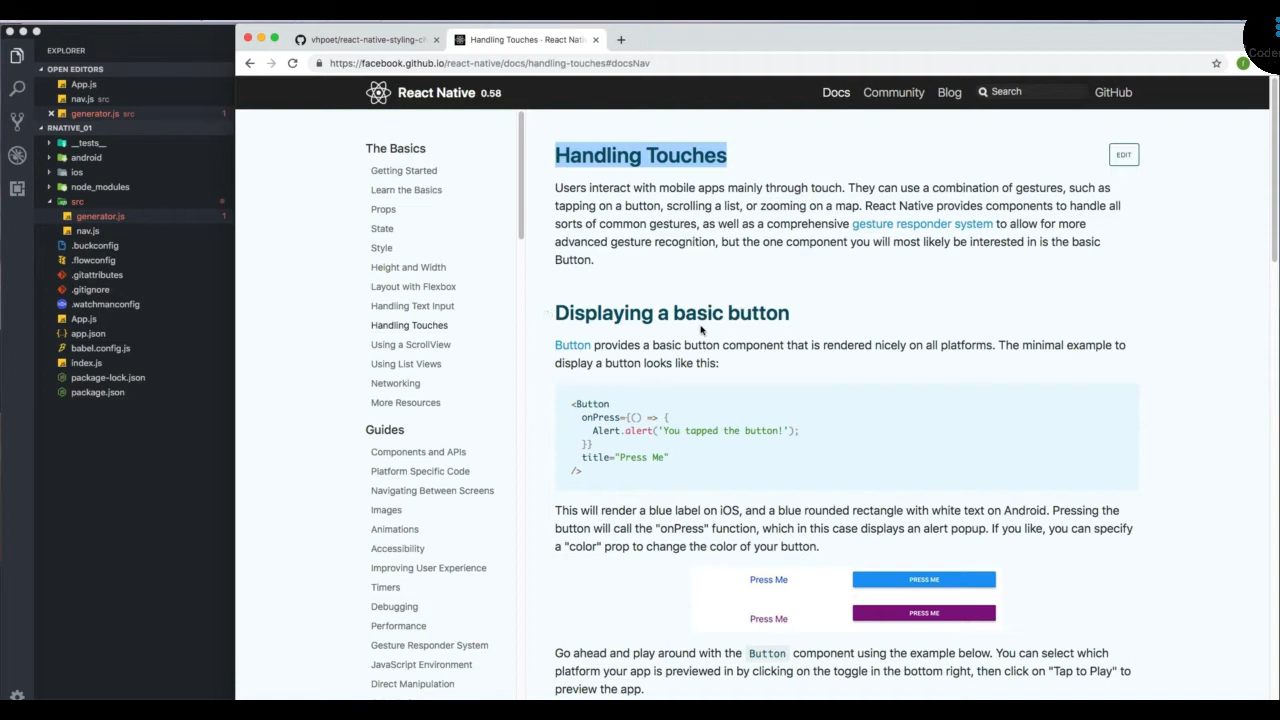 EXPLORER
OPEN EDITORS
App.js
nav.js src
generator.js src 1
RNATIVE_01
__tests__
android
ios
node_modules
src
generator.js 1
nav.js
.buckconfig
.flowconfig
.gitattributes
.gitignore
.watchmanconfig
App.js
app.json
babel.config.js
index.js
package-lock.json
package.json
vhpoet/react-native-styling-ch
Handling Touches · React Nati
https://facebook.github.io/react-native/docs/handling-touches#docsNav
React Native 0.58
Docs
Community
Blog
Search
GitHub
The Basics
Getting Started
Learn the Basics
Props
State
Style
Height and Width
Layout with Flexbox
Handling Text Input
Handling Touches
Using a ScrollView
Using List Views
Networking
More Resources
Guides
Components and APIs
Platform Specific Code
Navigating Between Screens
Images
Animations
Accessibility
Improving User Experience
Timers
Debugging
Performance
Gesture Responder System
JavaScript Environment
Direct Manipulation
Handling Touches
EDIT
Users interact with mobile apps mainly through touch. They can use a combination of gestures, such as
tapping on a button, scrolling a list, or zooming on a map. React Native provides components to handle all
sorts of common gestures, as well as a comprehensive gesture responder system to allow for more
advanced gesture recognition, but the one component you will most likely be interested in is the basic
Button.
Displaying a basic button
Button provides a basic button component that is rendered nicely on all platforms. The minimal example to
display a button looks like this:
<Button
onPress={() => {
Alert.alert('You tapped the button!');
}}
title="Press Me"
/>
This will render a blue label on iOS, and a blue rounded rectangle with white text on Android. Pressing the
button will call the "onPress" function, which in this case displays an alert popup. If you like, you can specify
a "color" prop to change the color of your button.
Press Me
PRESS ME
Press Me
PRESS ME
Go ahead and play around with the Button component using the example below. You can select which
platform your app is previewed in by clicking on the toggle in the bottom right, then click on "Tap to Play" to
preview the app.